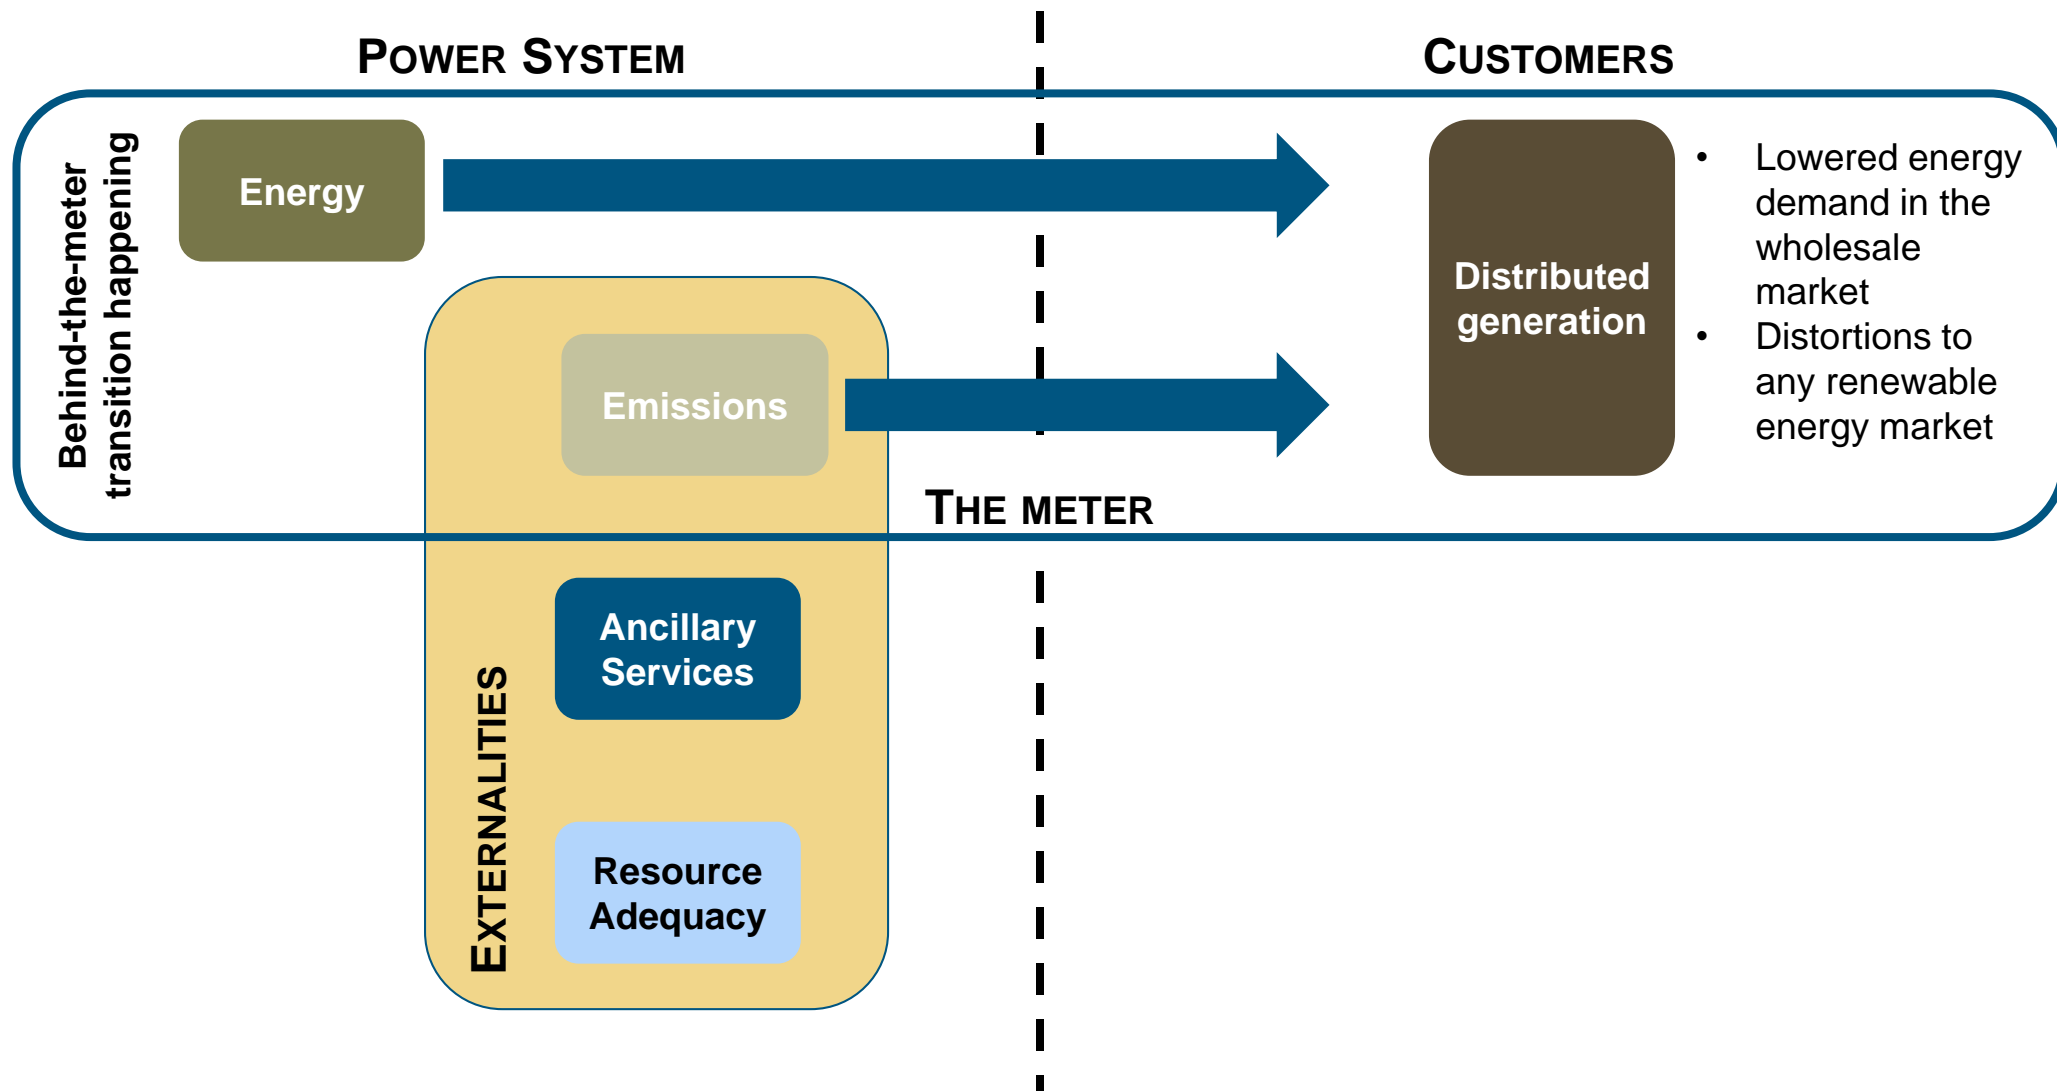 POWER SYSTEM
CUSTOMERS
Behind-the-meter
transition happening
Energy
Distributed
generation
• Lowered energy
demand in the
wholesale
market
• Distortions to
any renewable
energy market
Emissions
THE METER
EXTERNALITIES
Ancillary
Services
Resource
Adequacy